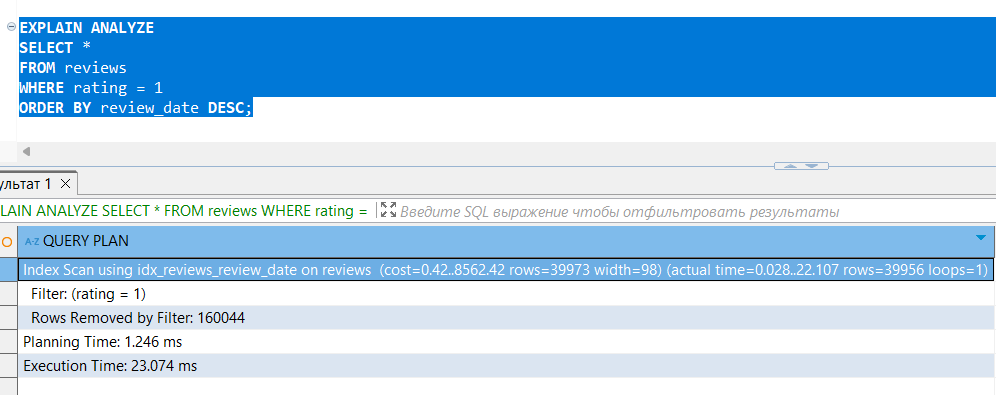 EXPLAIN ANALYZE
SELECT *
FROM reviews
WHERE rating = 1
ORDER BY review_date DESC;
ультат 1
LAIN ANALYZE SELECT * FROM reviews WHERE rating = Введите SQL выражение чтобы отфильтровать результаты
A-Z QUERY PLAN
Index Scan using idx_reviews_review_date on reviews (cost=0.42..8562.42 rows=39973 width=98) (actual time=0.028..22.107 rows=39956 loops=1)
Filter: (rating = 1)
Rows Removed by Filter: 160044
Planning Time: 1.246 ms
Execution Time: 23.074 ms